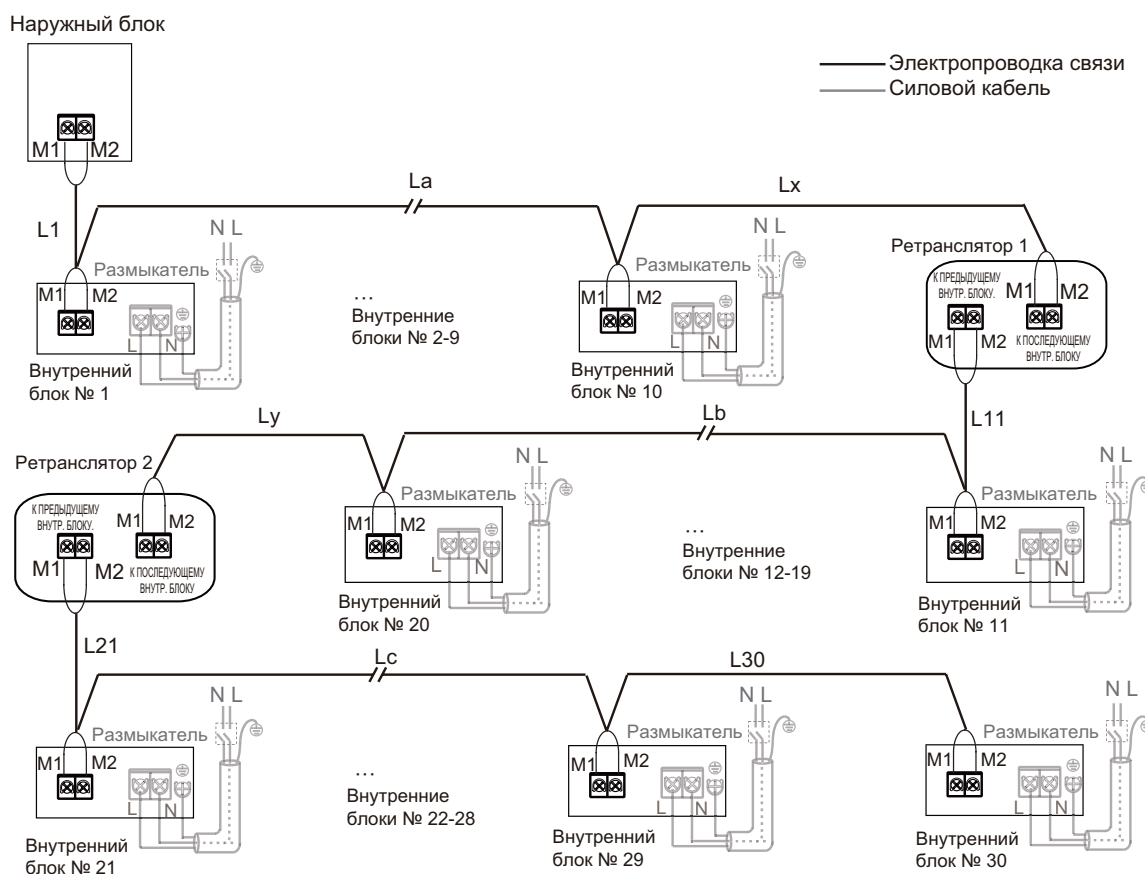 Наружный блок
Электропроводка связи
Силовой кабель
M1 M2
L1
La
Lx
N L
Размыкатель
M1 M2
L N
Внутренний
блок № 1
...
Внутренние
блоки № 2-9
N L
Размыкатель
M1 M2
L N
Внутренний
блок № 10
Ретранслятор 1
К ПРЕДЫДУЩЕМУ
ВНУТР. БЛОКУ.
M1 M2
M1 M2
К ПОСЛЕДУЮЩЕМУ
ВНУТР. БЛОКУ
L11
Ly
Lb
Ретранслятор 2
К ПРЕДЫДУЩЕМУ
ВНУТР. БЛОКУ.
M1 M2
M1 M2
К ПОСЛЕДУЮЩЕМУ
ВНУТР. БЛОКУ
N L
Размыкатель
M1 M2
L N
Внутренний
блок № 20
...
Внутренние
блоки № 12-19
N L
Размыкатель
M1 M2
L N
Внутренний
блок № 11
L21
Lc
L30
N L
Размыкатель
M1 M2
L N
Внутренний
блок № 21
...
Внутренние
блоки № 22-28
N L
Размыкатель
M1 M2
L N
Внутренний
блок № 29
N L
Размыкатель
M1 M2
L N
Внутренний
блок № 30